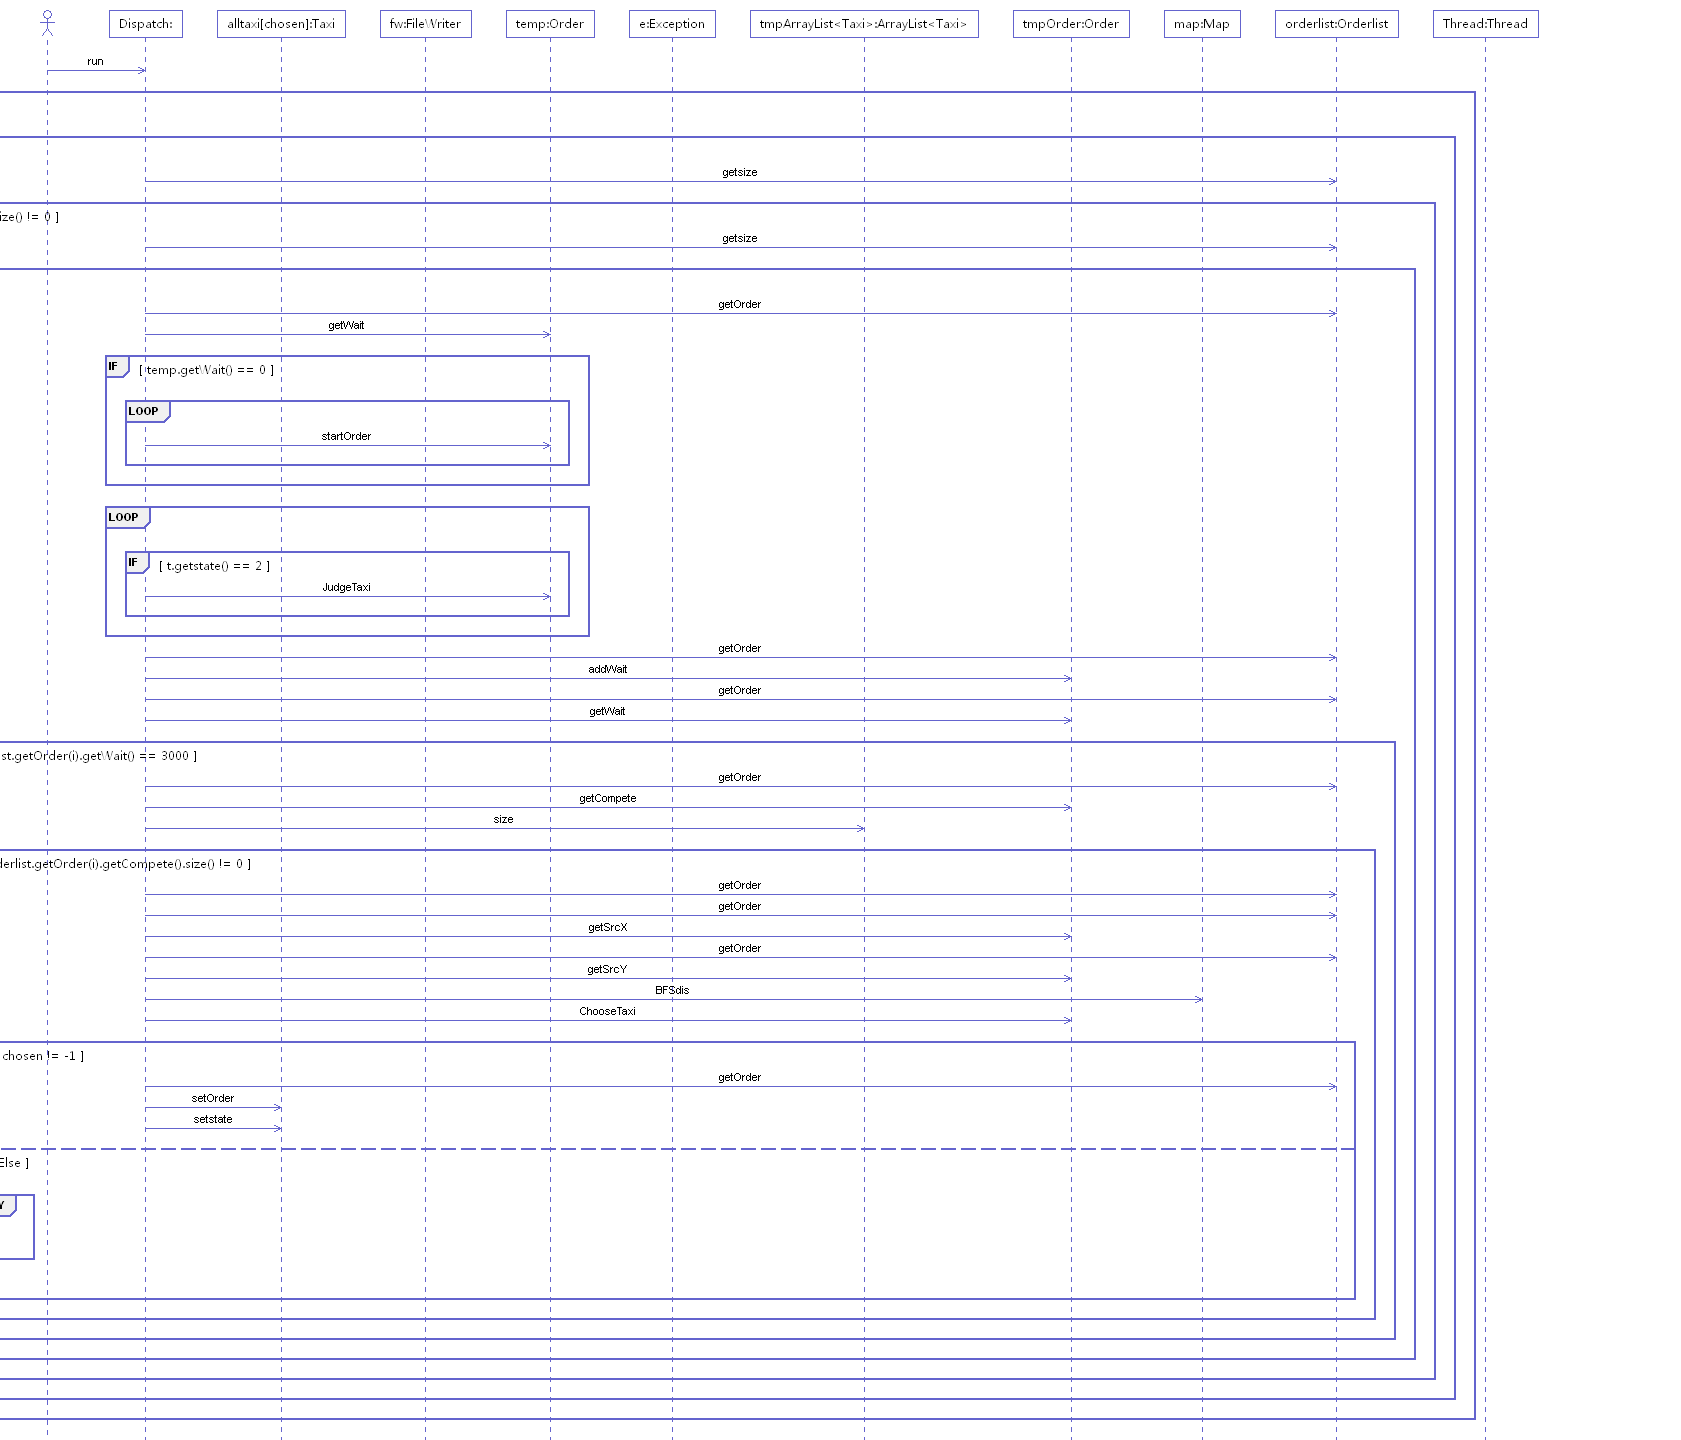 Dispatch:
alltaxi[chosen]:Taxi
fw:FileWriter
temp:Order
e:Exception
tmpArrayList<Taxi>:ArrayList<Taxi>
tmpOrder:Order
map:Map
orderlist:Orderlist
Thread:Thread
run
getsize
ize() != 0 ]
getsize
getOrder
getWait
IF [ temp.getWait() == 0 ]
LOOP
startOrder
LOOP
IF [ t.getstate() == 2 ]
JudgeTaxi
getOrder
addWait
getOrder
getWait
st.getOrder(i).getWait() == 3000 ]
getOrder
getCompete
size
derlist.getOrder(i).getCompete().size() != 0 ]
getOrder
getOrder
getSrcX
getOrder
getSrcY
BFSdis
ChooseTaxi
chosen != -1 ]
getOrder
setOrder
setstate
Else ]
Y